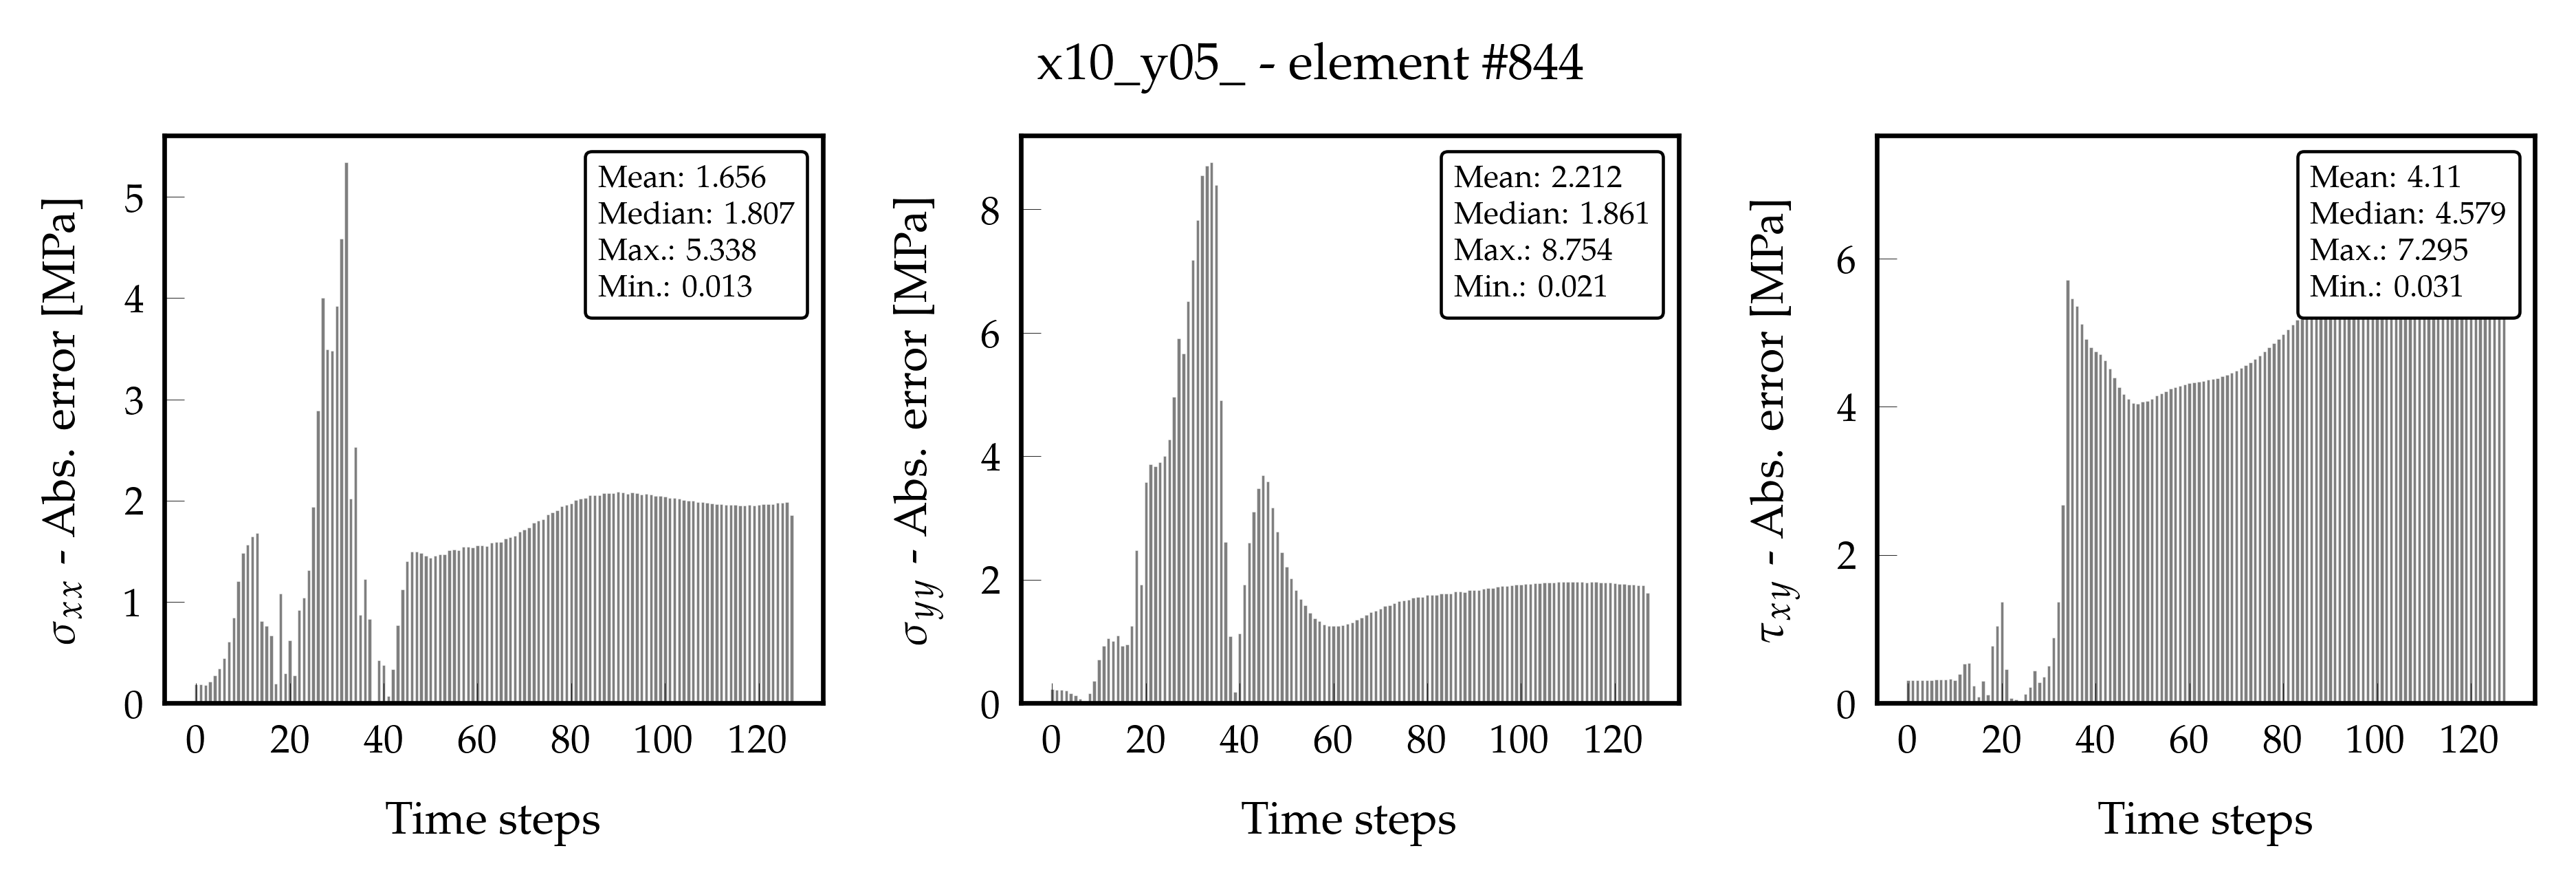 x10_y05_ - element #844
σxx - Abs. error [MPa]
5
4
3
2
1
0
0 20 40 60 80 100 120
Time steps
Mean: 1.656
Median: 1.807
Max.: 5.338
Min.: 0.013
σyy - Abs. error [MPa]
8
6
4
2
0
0 20 40 60 80 100 120
Time steps
Mean: 2.212
Median: 1.861
Max.: 8.754
Min.: 0.021
τxy - Abs. error [MPa]
6
4
2
0
0 20 40 60 80 100 120
Time steps
Mean: 4.11
Median: 4.579
Max.: 7.295
Min.: 0.031